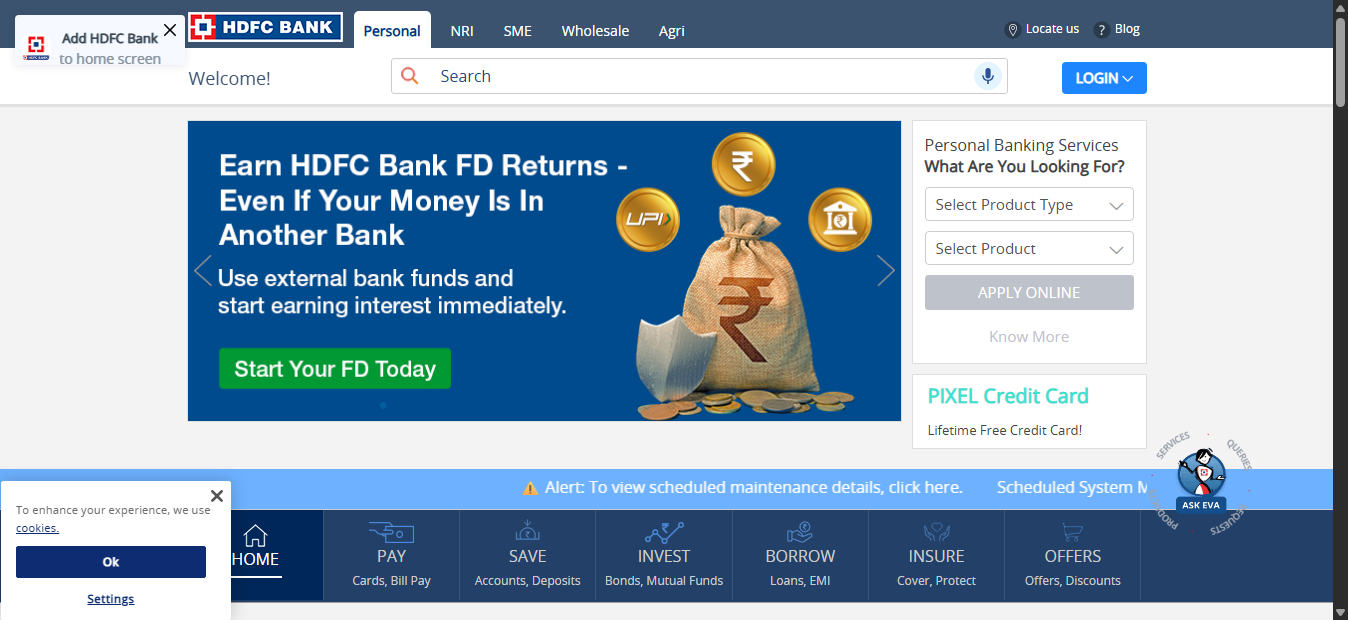 Add HDFC Bank
to home screen
HDFC BANK
Personal
NRI
SME
Wholesale
Agri
Locate us
? Blog
Welcome!
Search
LOGIN
Earn HDFC Bank FD Returns -
Even If Your Money Is In
Another Bank
Use external bank funds and
start earning interest immediately.
Start Your FD Today
UPI
Personal Banking Services
What Are You Looking For?
Select Product Type
Select Product
APPLY ONLINE
Know More
PIXEL Credit Card
Lifetime Free Credit Card!
SERVICES
QUERIES
REQUESTS
ASK EVA
Alert: To view scheduled maintenance details, click here.
Scheduled System
To enhance your experience, we use
cookies.
Ok
Settings
HOME
PAY
Cards, Bill Pay
SAVE
Accounts, Deposits
INVEST
Bonds, Mutual Funds
BORROW
Loans, EMI
INSURE
Cover, Protect
OFFERS
Offers, Discounts